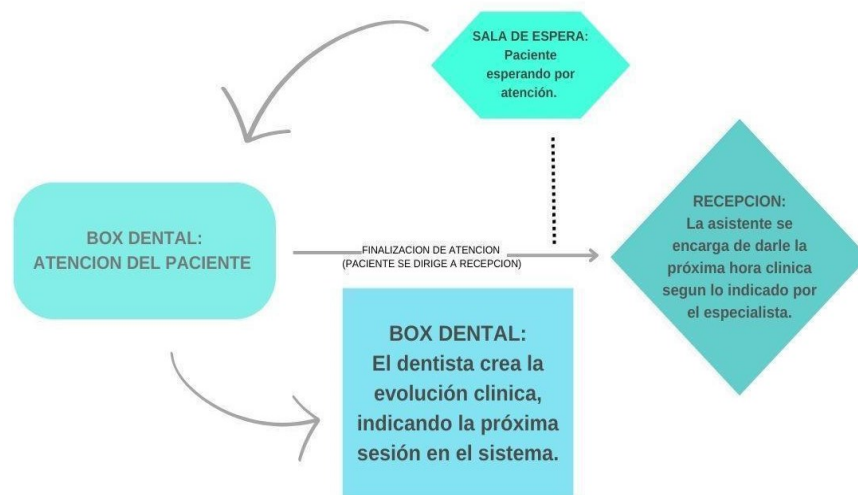 SALA DE ESPERA:
Paciente
esperando por
atención.
BOX DENTAL:
ATENCION DEL PACIENTE
FINALIZACION DE ATENCION
(PACIENTE SE DIRIGE A RECEPCION)
RECEPCION:
La asistente se
encarga de darle la
próxima hora clinica
segun lo indicado por
el especialista.
BOX DENTAL:
El dentista crea la
evolución clinica,
indicando la próxima
sesión en el sistema.